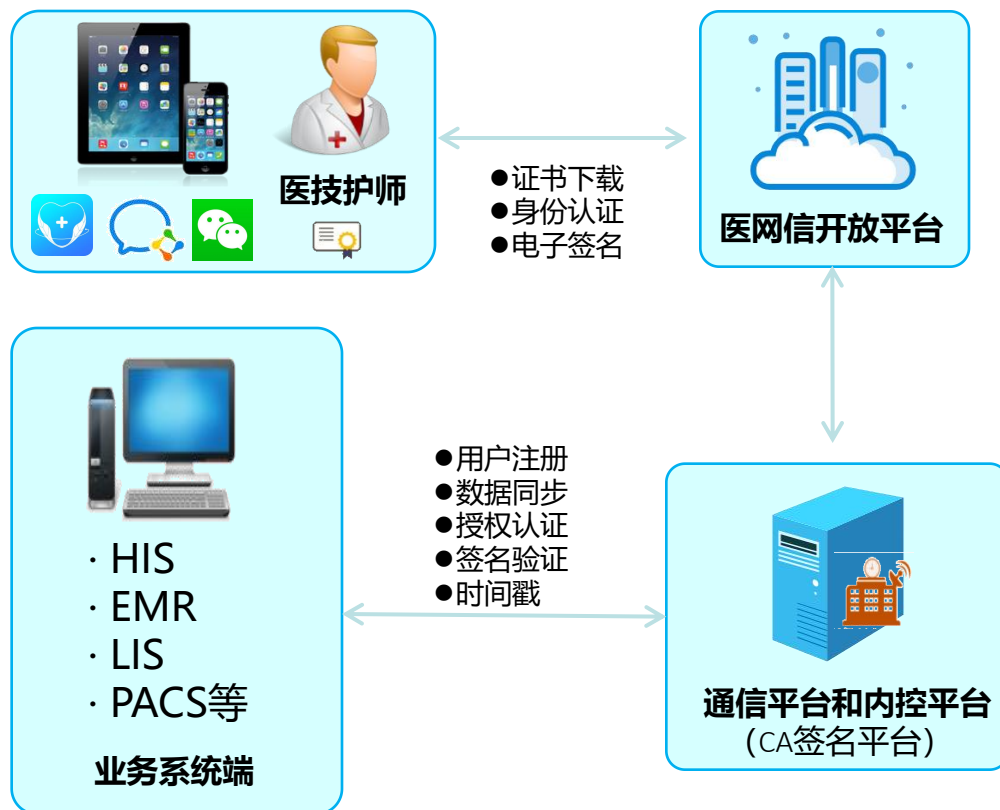 医技护师
●证书下载
●身份认证
●电子签名
医网信开放平台
●用户注册
●数据同步
●授权认证
●签名验证
●时间戳
· HIS
· EMR
· LIS
· PACS等
业务系统端
通信平台和内控平台
（CA签名平台）